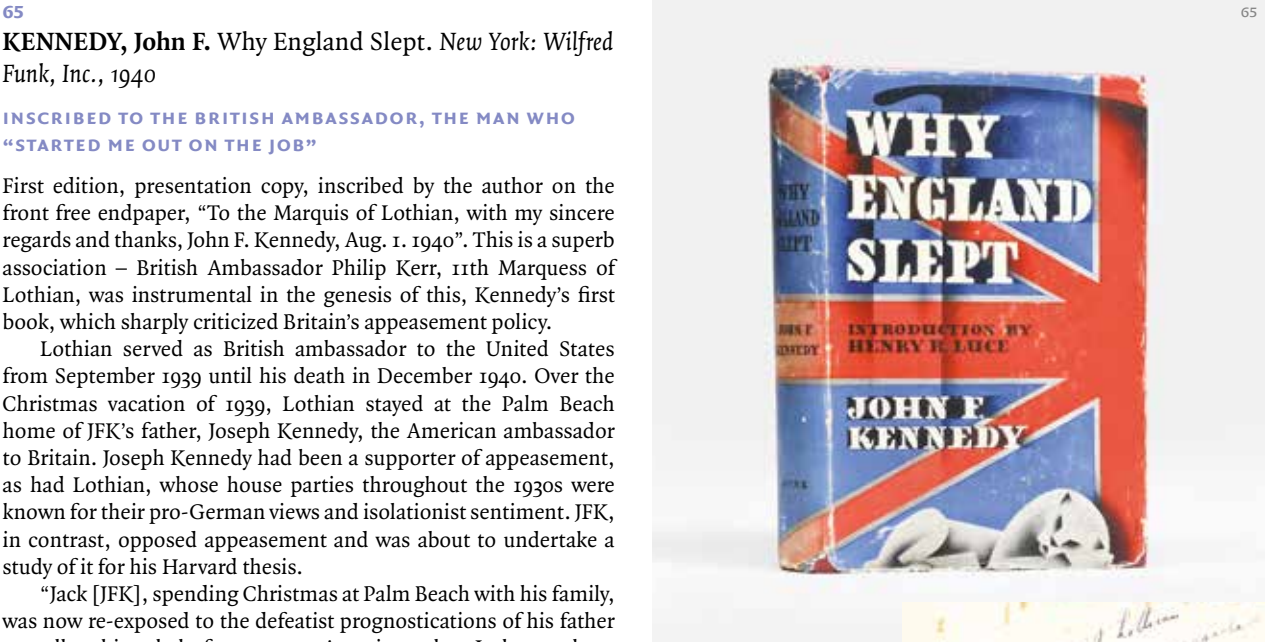 65
KENNEDY, John F. Why England Slept. New York: Wilfred
Funk, Inc., 1940
INSCRIBED TO THE BRITISH AMBASSADOR, THE MAN WHO
“STARTED ME OUT ON THE JOB”
First edition, presentation copy, inscribed by the author on the
front free endpaper, “To the Marquis of Lothian, with my sincere
regards and thanks, John F. Kennedy, Aug. 1. 1940”. This is a superb
association – British Ambassador Philip Kerr, 11th Marquess of
Lothian, was instrumental in the genesis of this, Kennedy’s first
book, which sharply criticized Britain’s appeasement policy.
Lothian served as British ambassador to the United States
from September 1939 until his death in December 1940. Over the
Christmas vacation of 1939, Lothian stayed at the Palm Beach
home of JFK’s father, Joseph Kennedy, the American ambassador
to Britain. Joseph Kennedy had been a supporter of appeasement,
as had Lothian, whose house parties throughout the 1930s were
known for their pro-German views and isolationist sentiment. JFK,
in contrast, opposed appeasement and was about to undertake a
study of it for his Harvard thesis.
“Jack [JFK], spending Christmas at Palm Beach with his family,
was now re-exposed to the defeatist prognostications of his father
65
WHY
ENGLAND
SLEPT
INTRODUCTION BY
HENRY R. LUCE
JOHN F.
KENNEDY
WHY
SLEPT
JOHN F.
KENNEDY
Lothian